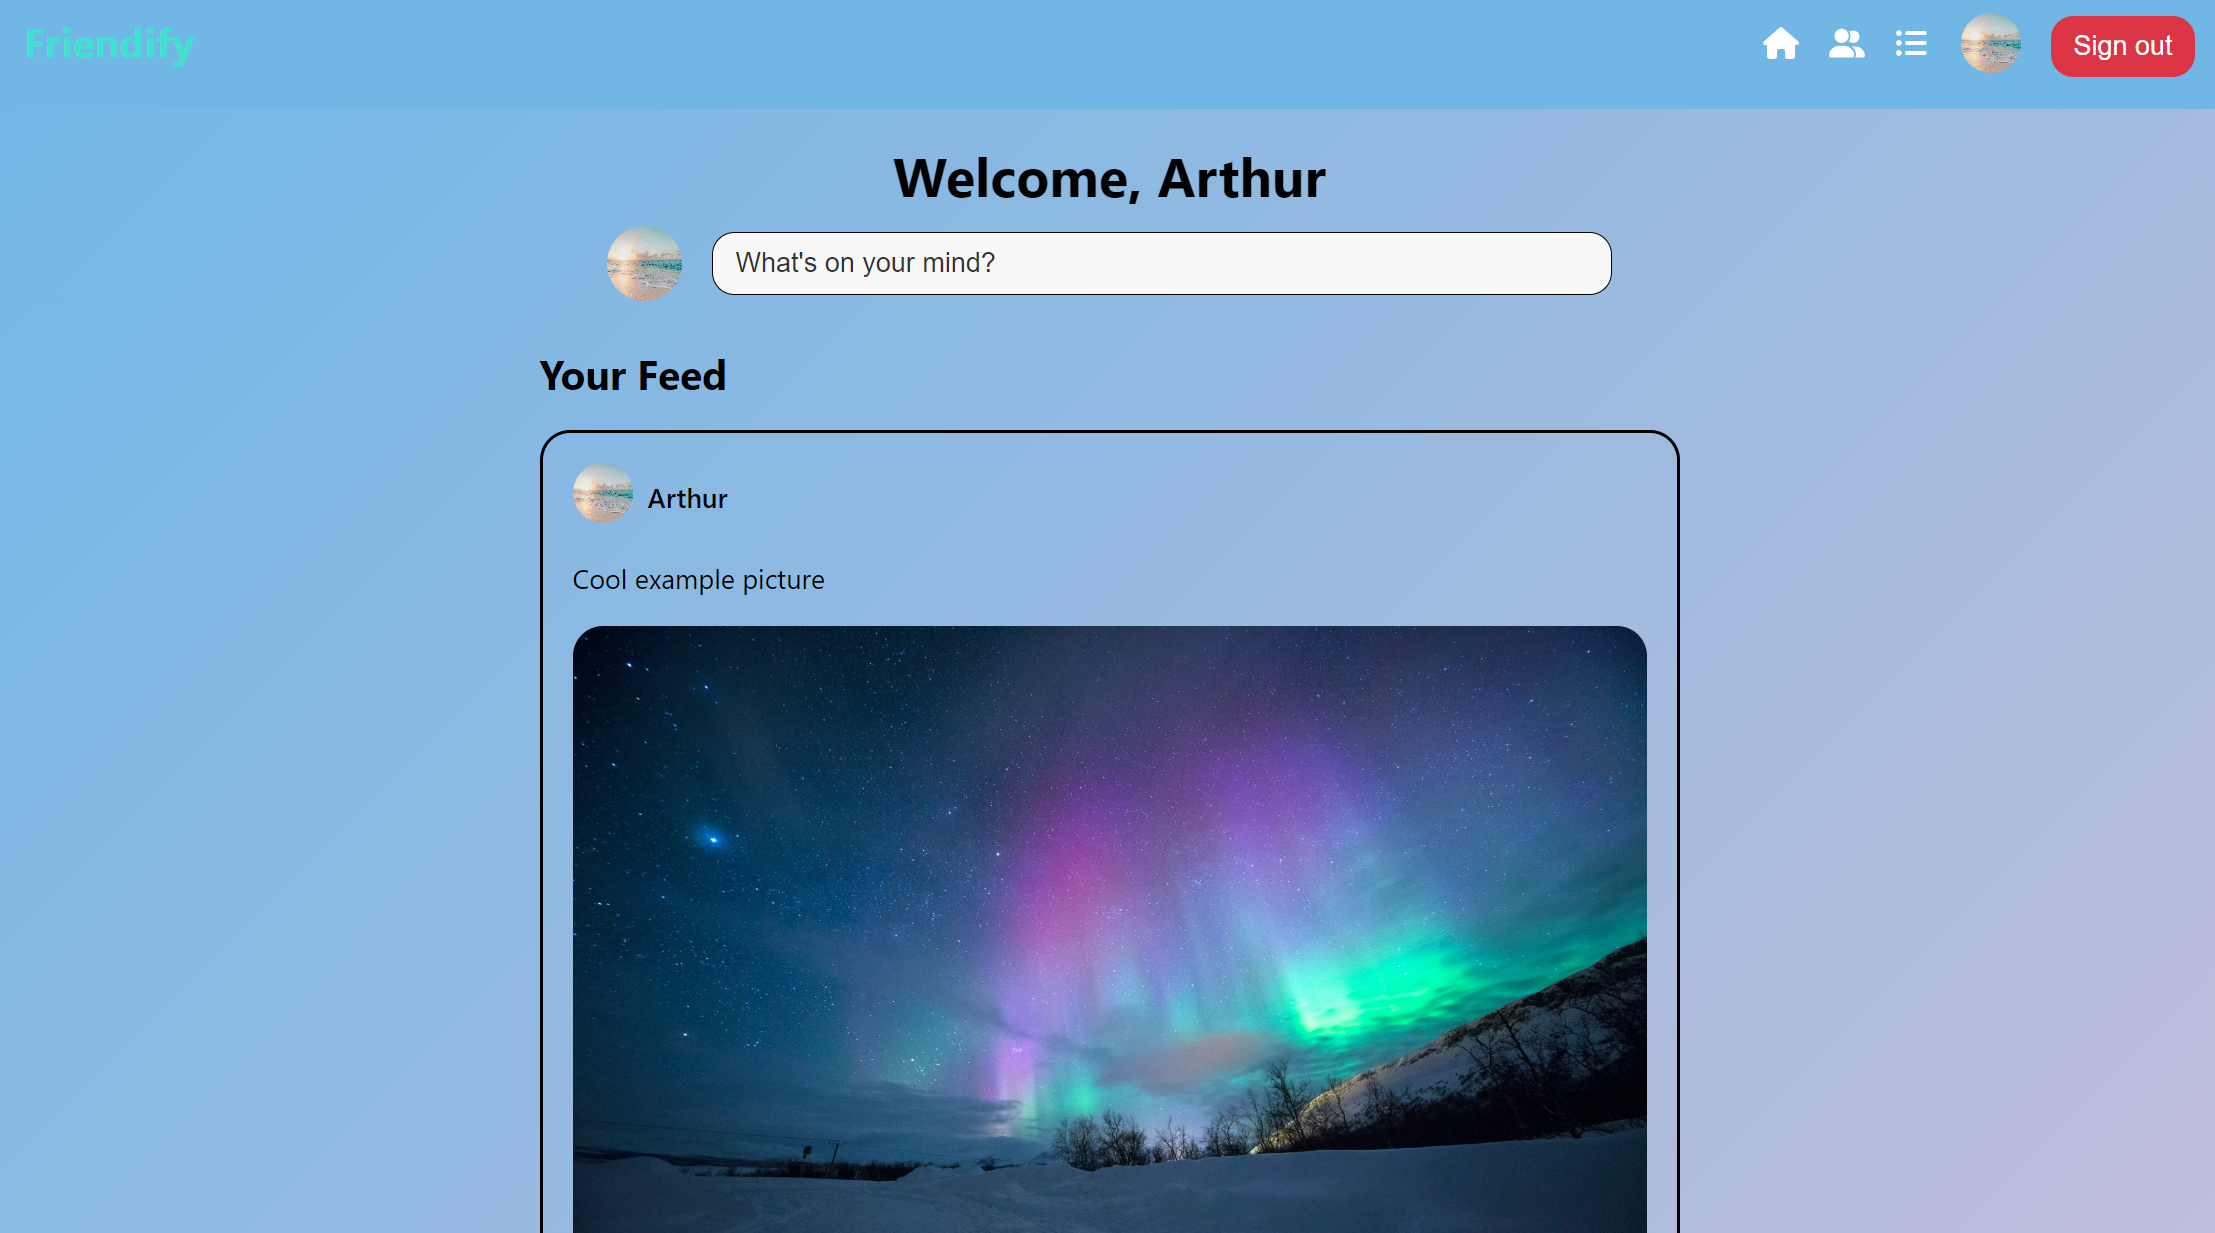 Friendify
Sign out
Welcome, Arthur
What's on your mind?
Your Feed
Arthur
Cool example picture